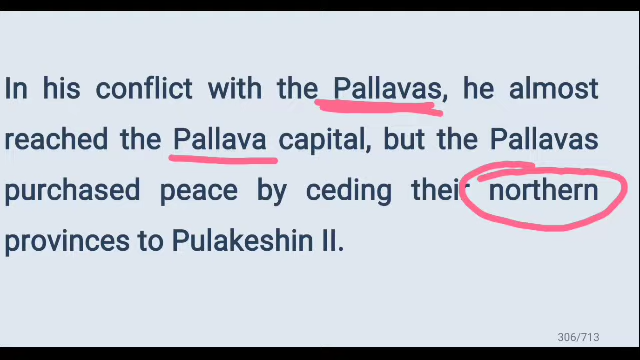 In his conflict with the Pallavas, he almost
reached the Pallava capital, but the Pallavas
purchased peace by ceding their northern
provinces to Pulakeshin II.
306/713